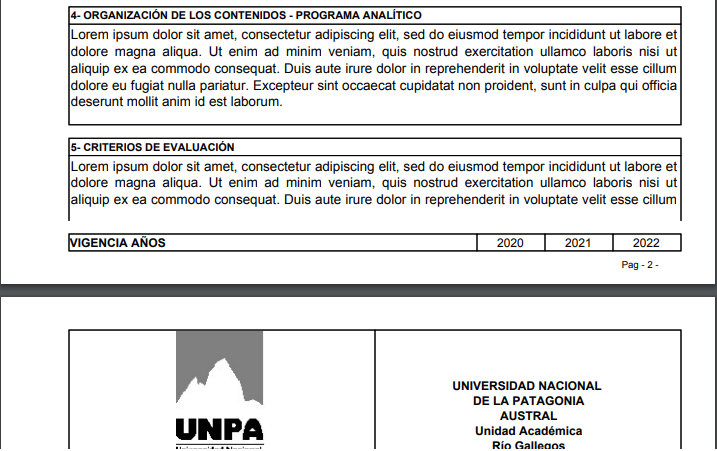 4- ORGANIZACIÓN DE LOS CONTENIDOS - PROGRAMA ANALÍTICO
Lorem ipsum dolor sit amet, consectetur adipiscing elit, sed do eiusmod tempor incididunt ut labore et
dolore magna aliqua. Ut enim ad minim veniam, quis nostrud exercitation ullamco laboris nisi ut
aliquip ex ea commodo consequat. Duis aute irure dolor in reprehenderit in voluptate velit esse cillum
dolore eu fugiat nulla pariatur. Excepteur sint occaecat cupidatat non proident, sunt in culpa qui officia
deserunt mollit anim id est laborum.
5- CRITERIOS DE EVALUACIÓN
Lorem ipsum dolor sit amet, consectetur adipiscing elit, sed do eiusmod tempor incididunt ut labore et
dolore magna aliqua. Ut enim ad minim veniam, quis nostrud exercitation ullamco laboris nisi ut
aliquip ex ea commodo consequat. Duis aute irure dolor in reprehenderit in voluptate velit esse cillum
VIGENCIA AÑOS 2020 2021 2022
Pag - 2 -
UNPA
Universidad Nacional
UNIVERSIDAD NACIONAL
DE LA PATAGONIA
AUSTRAL
Unidad Académica
Río Gallegos